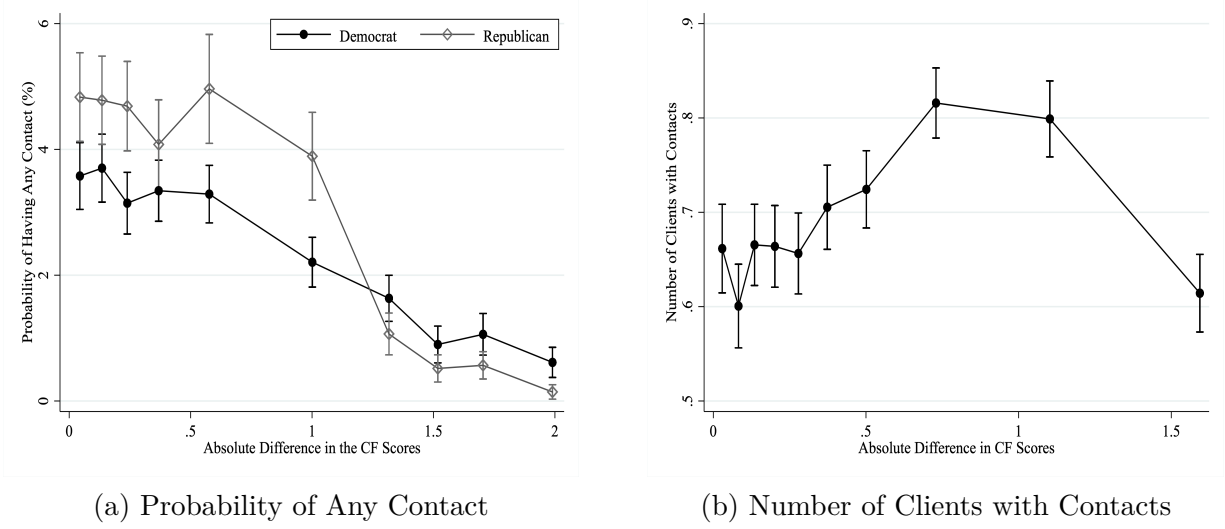 Democrat
Republican
Probability of Having Any Contact (%)
6
4
2
0
0 .5 1 1.5 2
Absolute Difference in the CF Scores
(a) Probability of Any Contact
Number of Clients with Contacts
.9
.8
.7
.6
.5
0 .5 1 1.5
Absolute Difference in CF Scores
(b) Number of Clients with Contacts